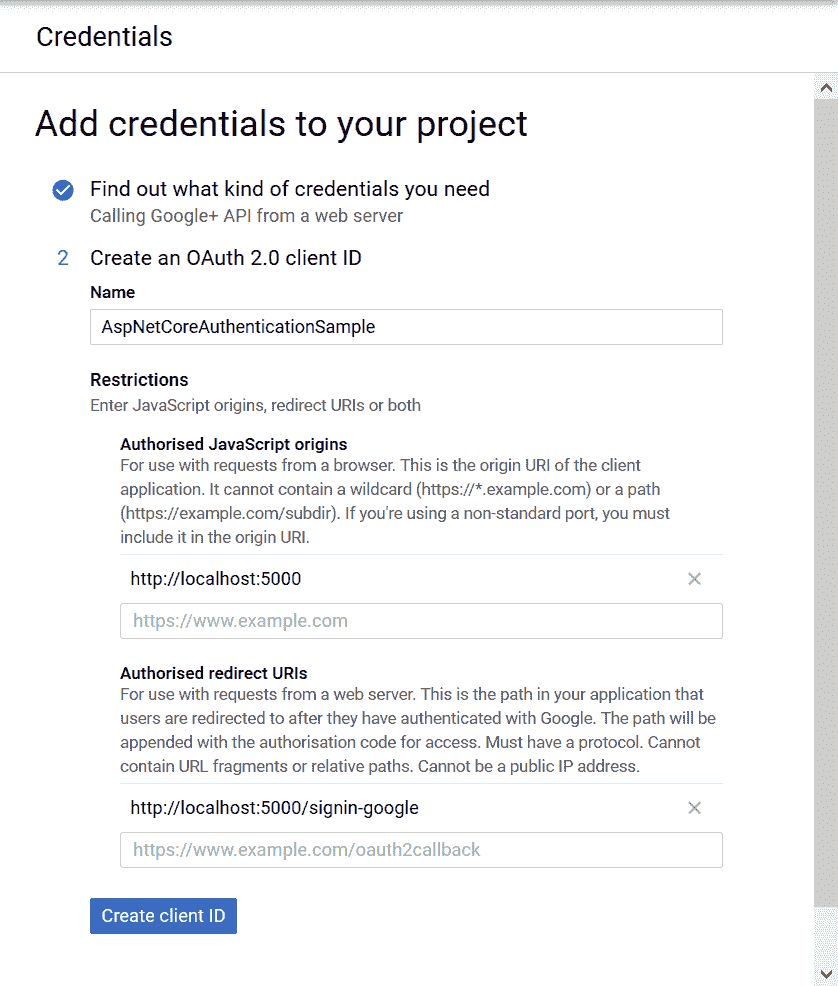 Credentials
Add credentials to your project
Find out what kind of credentials you need
Calling Google+ API from a web server
2 Create an OAuth 2.0 client ID
Name
AspNetCoreAuthenticationSample
Restrictions
Enter JavaScript origins, redirect URIs or both
Authorised JavaScript origins
For use with requests from a browser. This is the origin URI of the client
application. It cannot contain a wildcard (https://*.example.com) or a path
(https://example.com/subdir). If you're using a non-standard port, you must
include it in the origin URI.
http://localhost:5000
https://www.example.com
Authorised redirect URIs
For use with requests from a web server. This is the path in your application that
users are redirected to after they have authenticated with Google. The path will be
appended with the authorisation code for access. Must have a protocol. Cannot
contain URL fragments or relative paths. Cannot be a public IP address.
http://localhost:5000/signin-google
https://www.example.com/oauth2callback
Create client ID